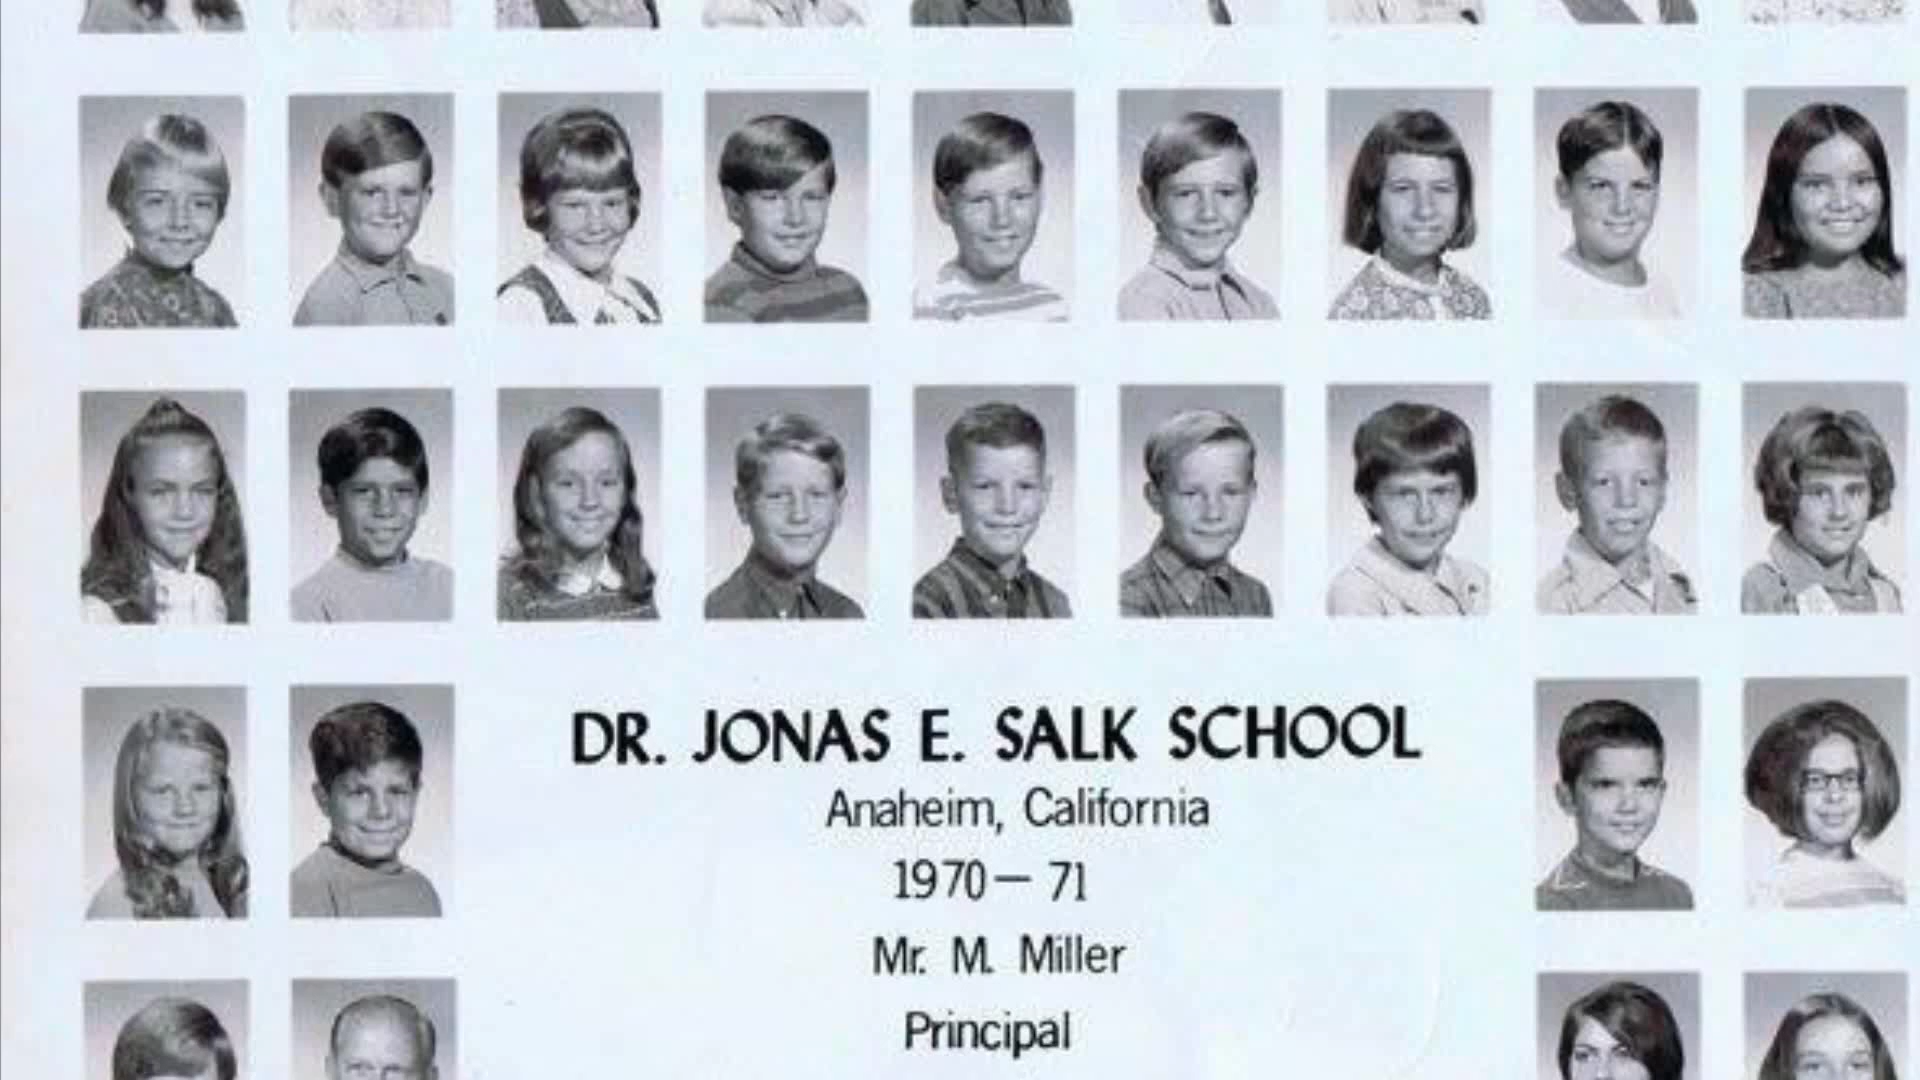 DR. JONAS E. SALK SCHOOL
Anaheim, California
1970 — 71
Mr. M. Miller
Principal